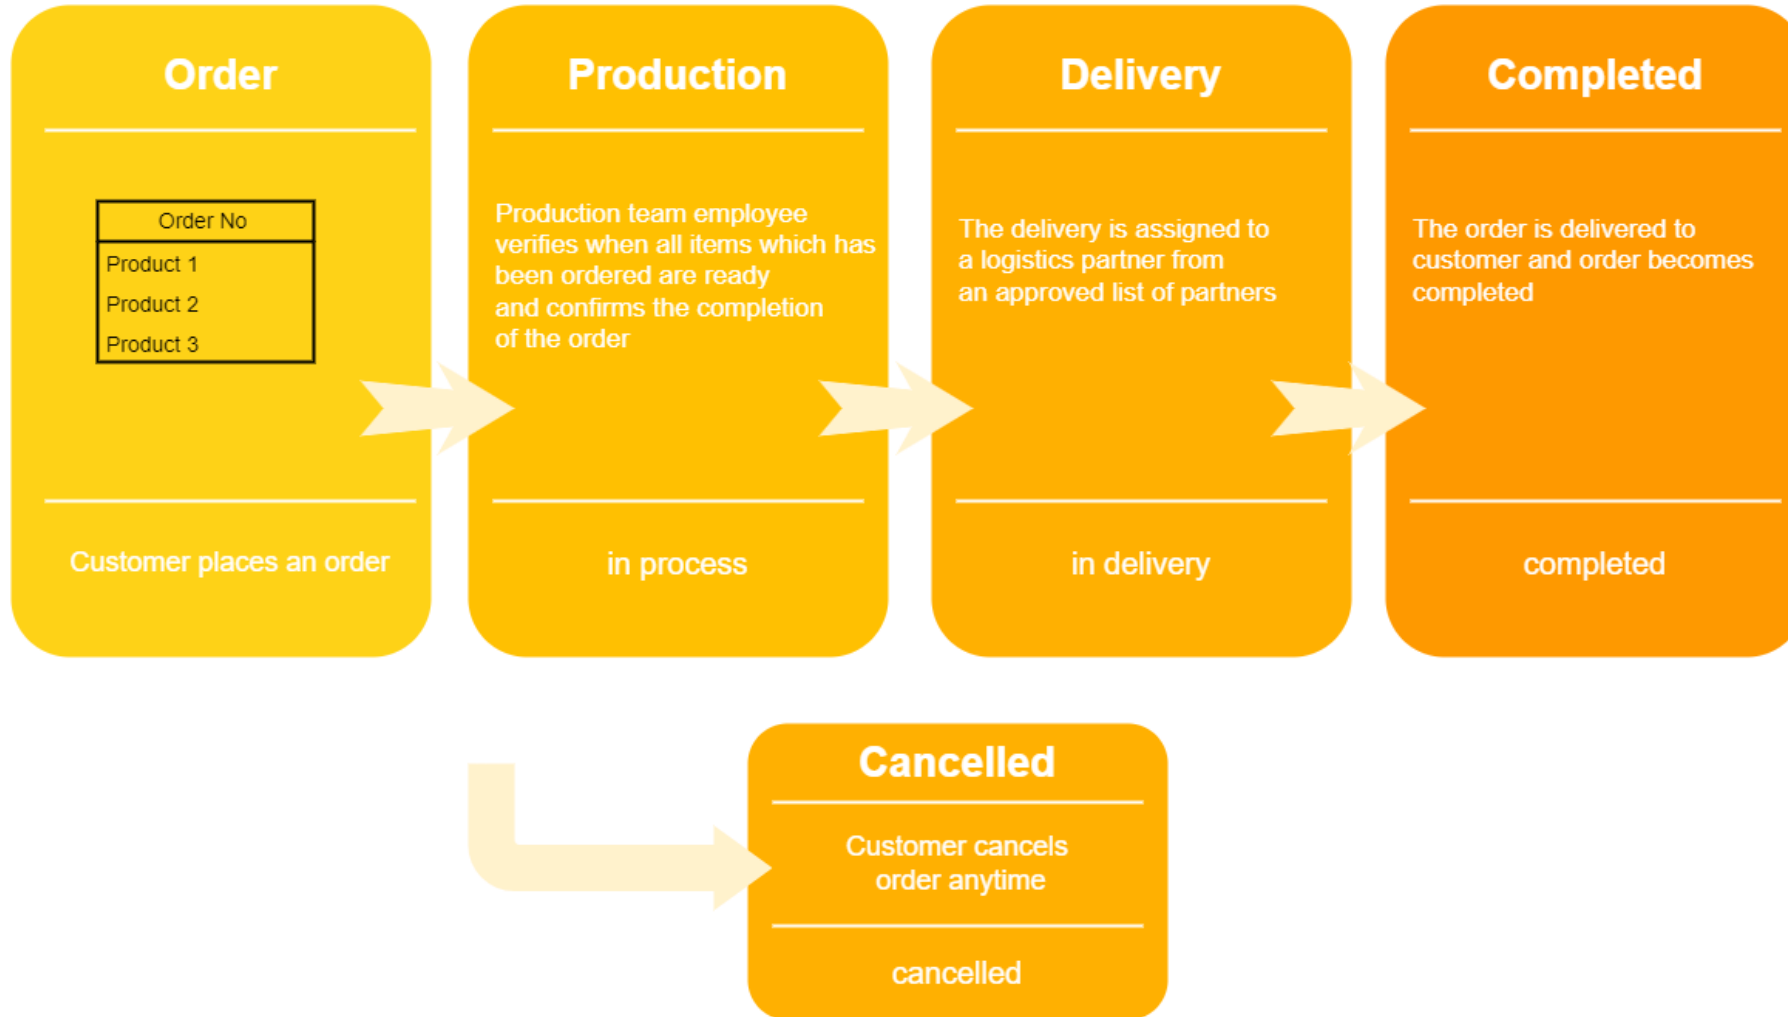 Order
Order No
Product 1
Product 2
Product 3
Customer places an order
Production
Production team employee
verifies when all items which has
been ordered are ready
and confirms the completion
of the order
in process
Delivery
The delivery is assigned to
a logistics partner from
an approved list of partners
in delivery
Completed
The order is delivered to
customer and order becomes
completed
completed
Cancelled
Customer cancels
order anytime
cancelled